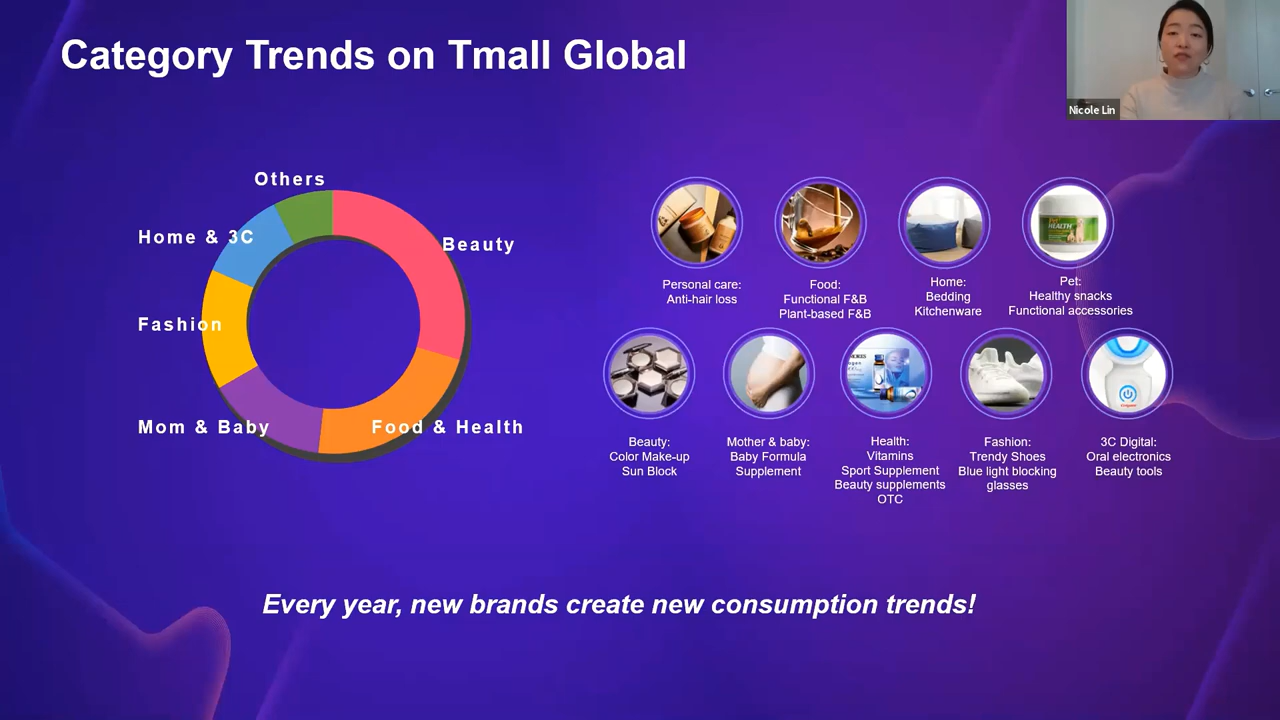 Category Trends on Tmall Global
Nicole Lin
Others
Home & 3C
Beauty
Fashion
Mom & Baby
Food & Health
HEALTH
Personal care:
Anti-hair loss
Food:
Functional F&B
Plant-based F&B
Home:
Bedding
Kitchenware
Pet:
Healthy snacks
Functional accessories
Beauty:
Color Make-up
Sun Block
Mother & baby:
Baby Formula
Supplement
Health:
Vitamins
Sport Supplement
Beauty supplements
OTC
Fashion:
Trendy Shoes
Blue light blocking
glasses
3C Digital:
Oral electronics
Beauty tools
Every year, new brands create new consumption trends!